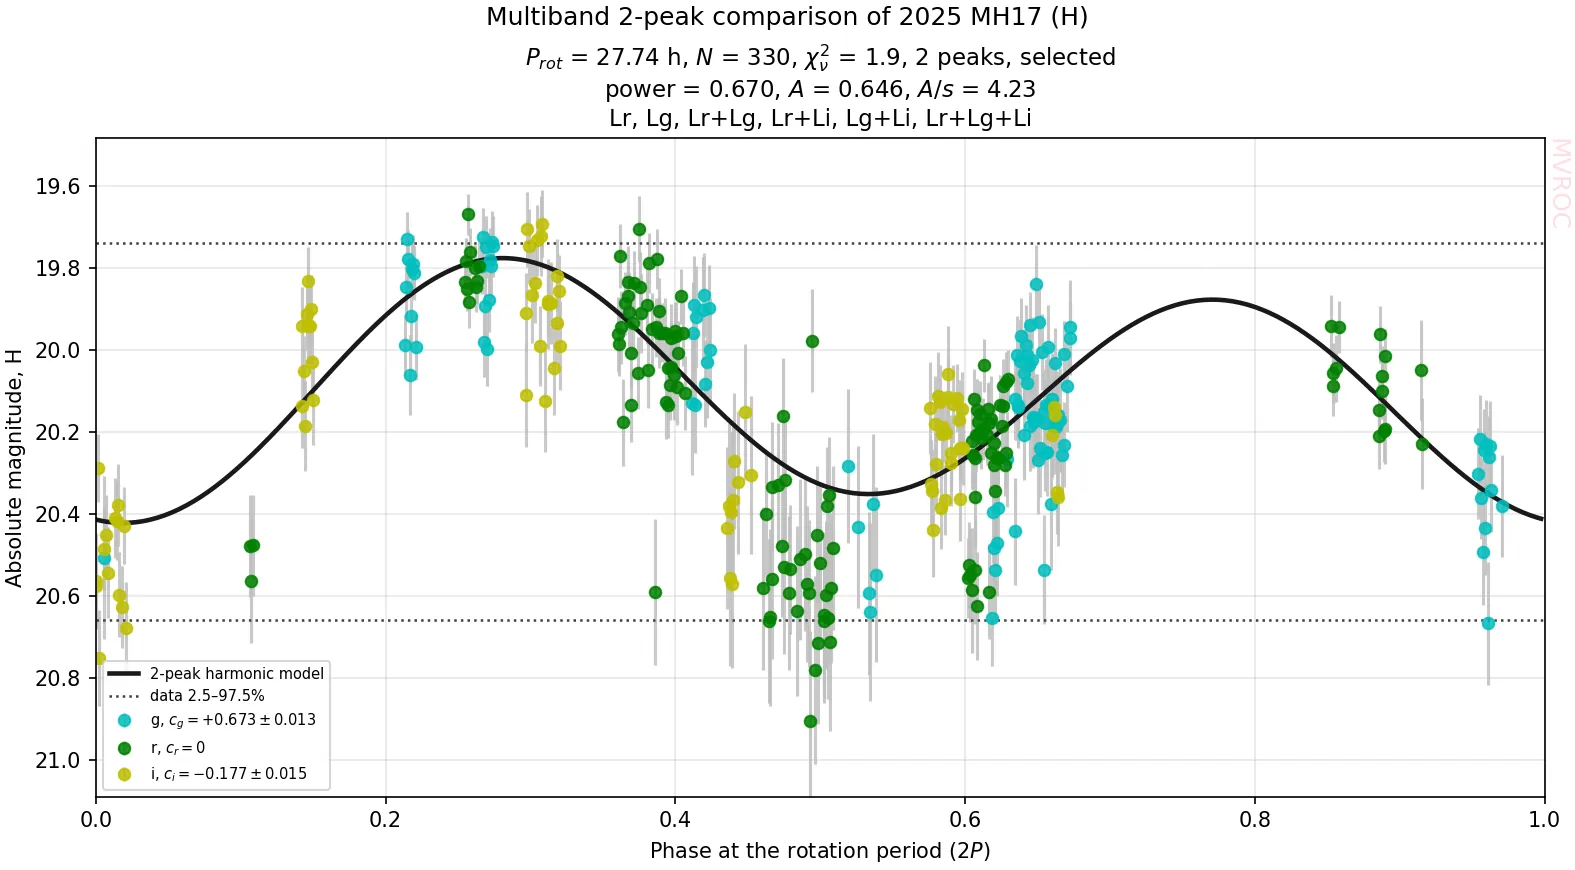 Multiband 2-peak comparison of 2025 MH17 (H)
P_rot = 27.74 h, N = 330, χ²_ν = 1.9, 2 peaks, selected
power = 0.670, A = 0.646, A/s = 4.23
Lr, Lg, Lr+Lg, Lr+Li, Lg+Li, Lr+Lg+Li
MVROC
Absolute magnitude, H
19.6
19.8
20.0
20.2
20.4
20.6
20.8
21.0
2-peak harmonic model
data 2.5–97.5%
g, c_g = +0.673 ± 0.013
r, c_r = 0
i, c_i = −0.177 ± 0.015
0.0 0.2 0.4 0.6 0.8 1.0
Phase at the rotation period (2P)